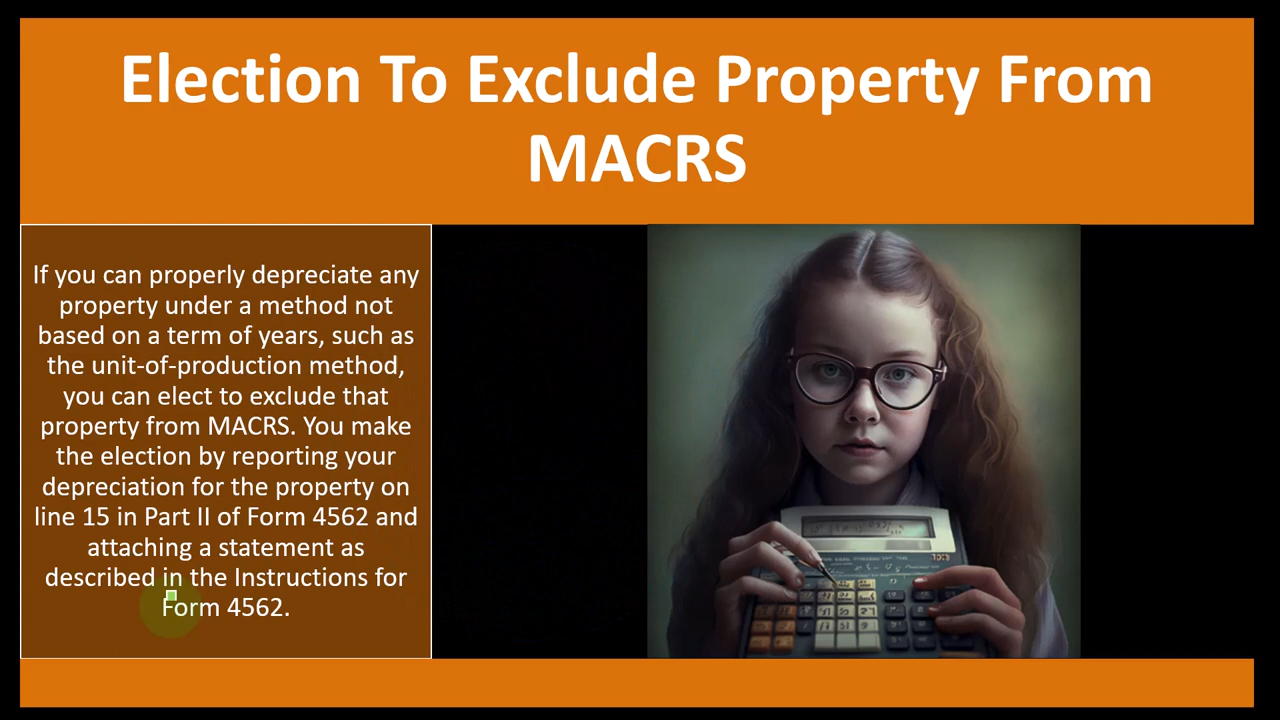 Election To Exclude Property From
MACRS
If you can properly depreciate any
property under a method not
based on a term of years, such as
the unit-of-production method,
you can elect to exclude that
property from MACRS. You make
the election by reporting your
depreciation for the property on
line 15 in Part II of Form 4562 and
attaching a statement as
described in the Instructions for
Form 4562.